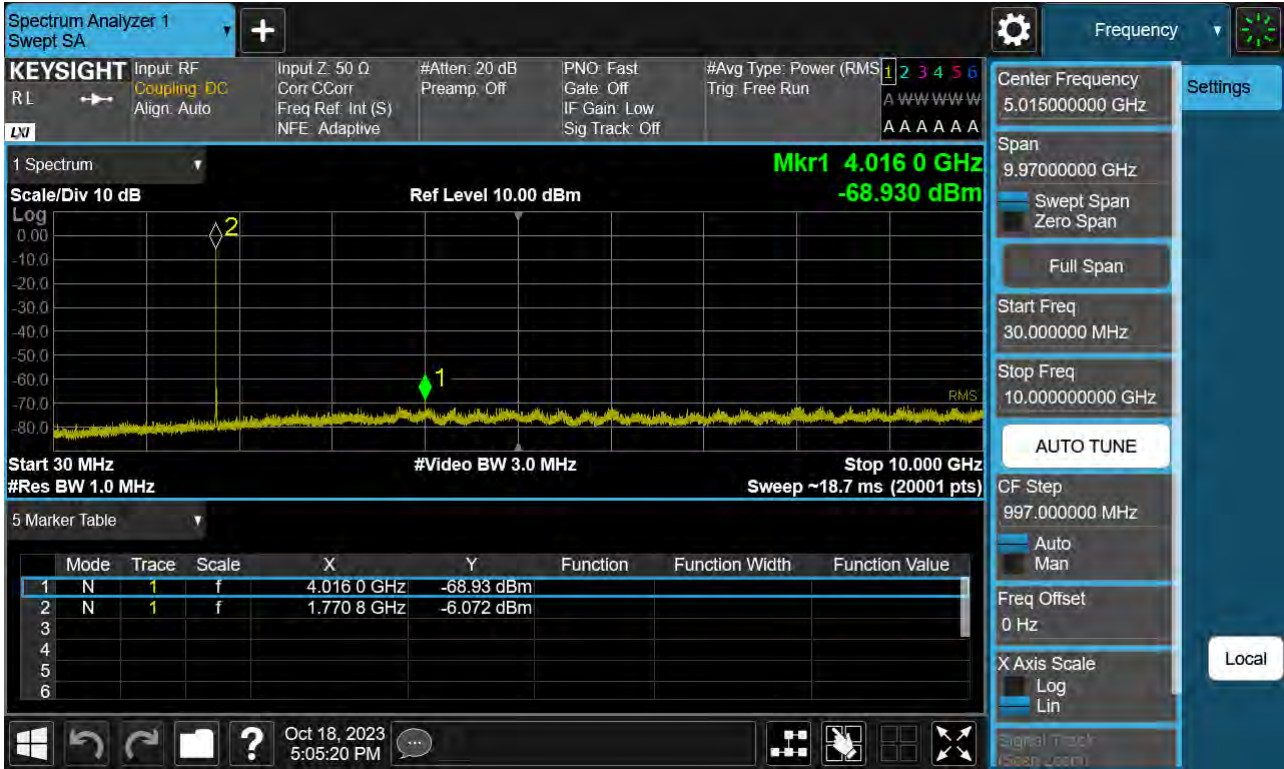 Spectrum Analyzer 1
Swept SA
+
Frequency
KEYSIGHT
RL
LXI
Input: RF
Coupling: DC
Align: Auto
Input Z: 50 Ω
Corr CCorr
Freq Ref: Int (S)
NFE: Adaptive
#Atten: 20 dB
Preamp: Off
PNO: Fast
Gate: Off
IF Gain: Low
Sig Track: Off
#Avg Type: Power (RMS
Trig: Free Run
1 2 3 4 5 6
A W W W W W
A A A A A A
Center Frequency
5.015000000 GHz
Settings
Span
9.97000000 GHz
Swept Span
Zero Span
Full Span
Start Freq
30.000000 MHz
Stop Freq
10.000000000 GHz
AUTO TUNE
CF Step
997.000000 MHz
Auto
Man
Freq Offset
0 Hz
X Axis Scale
Log
Lin
Signal Track
(Span Zoom)
Local
1 Spectrum
Mkr1 4.016 0 GHz
Scale/Div 10 dB
Ref Level 10.00 dBm
-68.930 dBm
Log
0.00
-10.0
-20.0
-30.0
-40.0
-50.0
-60.0
-70.0
-80.0
2
1
RMS
Start 30 MHz
#Video BW 3.0 MHz
Stop 10.000 GHz
#Res BW 1.0 MHz
Sweep ~18.7 ms (20001 pts)
5 Marker Table
Mode Trace Scale X Y Function Function Width Function Value
1 N 1 f 4.016 0 GHz -68.93 dBm
2 N 1 f 1.770 8 GHz -6.072 dBm
3
4
5
6
?
Oct 18, 2023
5:05:20 PM